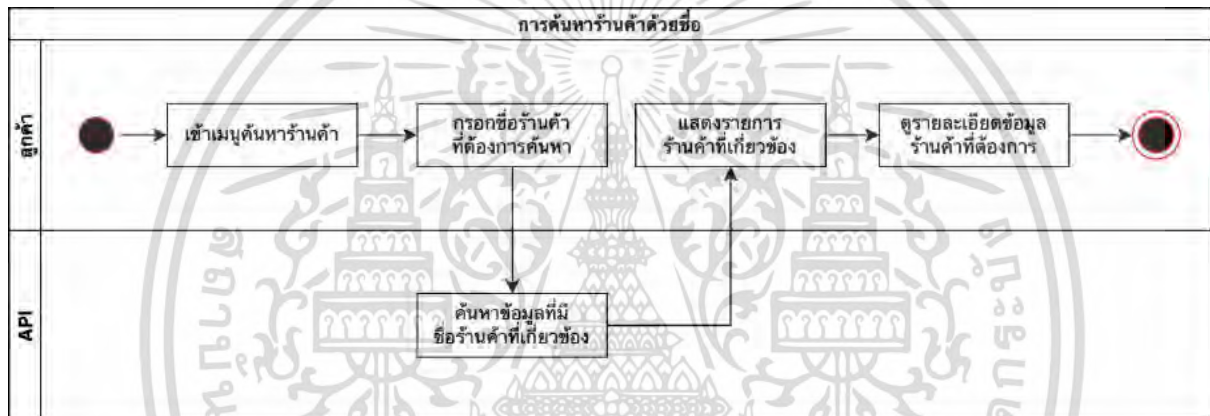 การค้นหาร้านค้าด้วยชื่อ
ลูกค้า
เข้าเมนูค้นหาร้านค้า
กรอกชื่อร้านค้า
ที่ต้องการค้นหา
แสดงรายการ
ร้านค้าที่เกี่ยวข้อง
ดูรายละเอียดข้อมูล
ร้านค้าที่ต้องการ
API
ค้นหาข้อมูลที่มี
ชื่อร้านค้าที่เกี่ยวข้อง